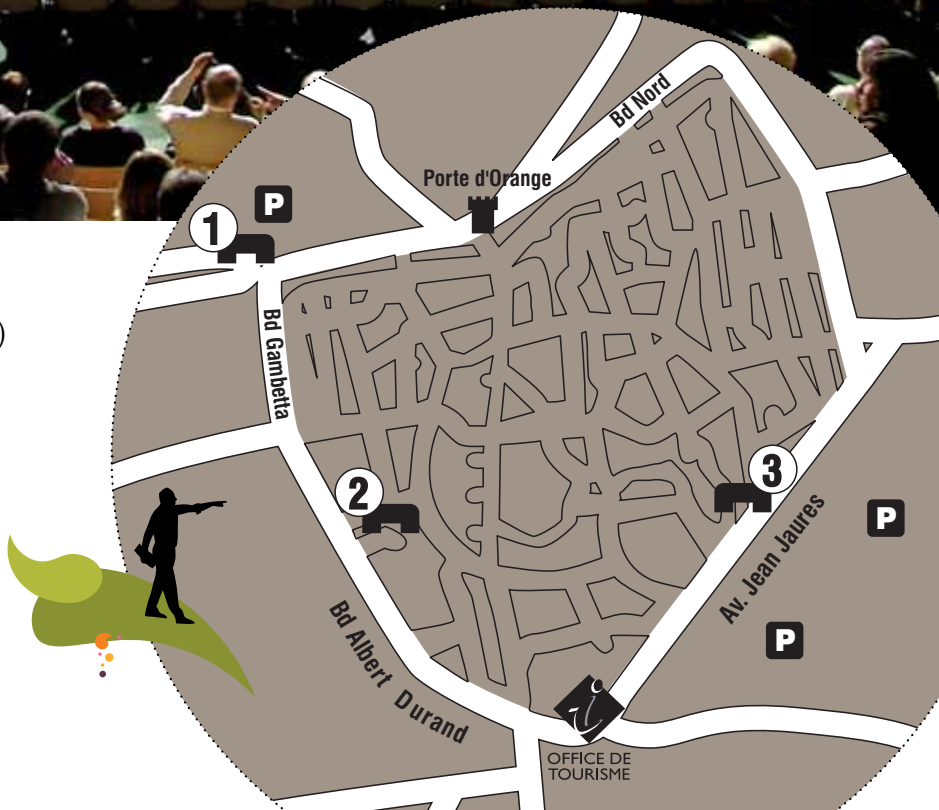 Bd Nord
Porte d'Orange
P
1
)
Bd Gambetta
2
3
P
Av. Jean Jaures
P
Bd Albert Durand
i
OFFICE DE
TOURISME